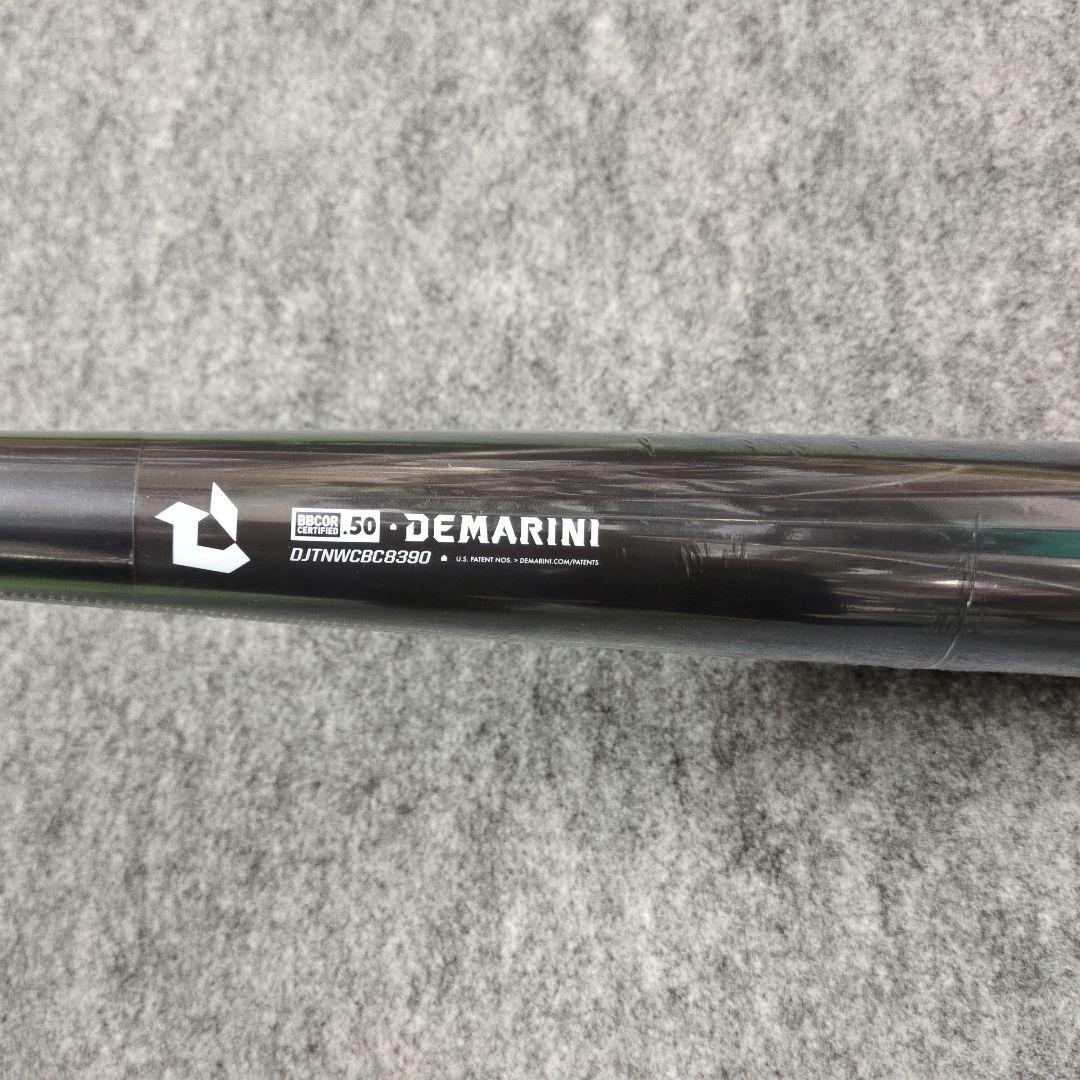 BBCOR CERTIFIED .50 · DEMARINI
DJTNWCBC8390 U.S. PATENT NOS. > DEMARINI.COM/PATENTS